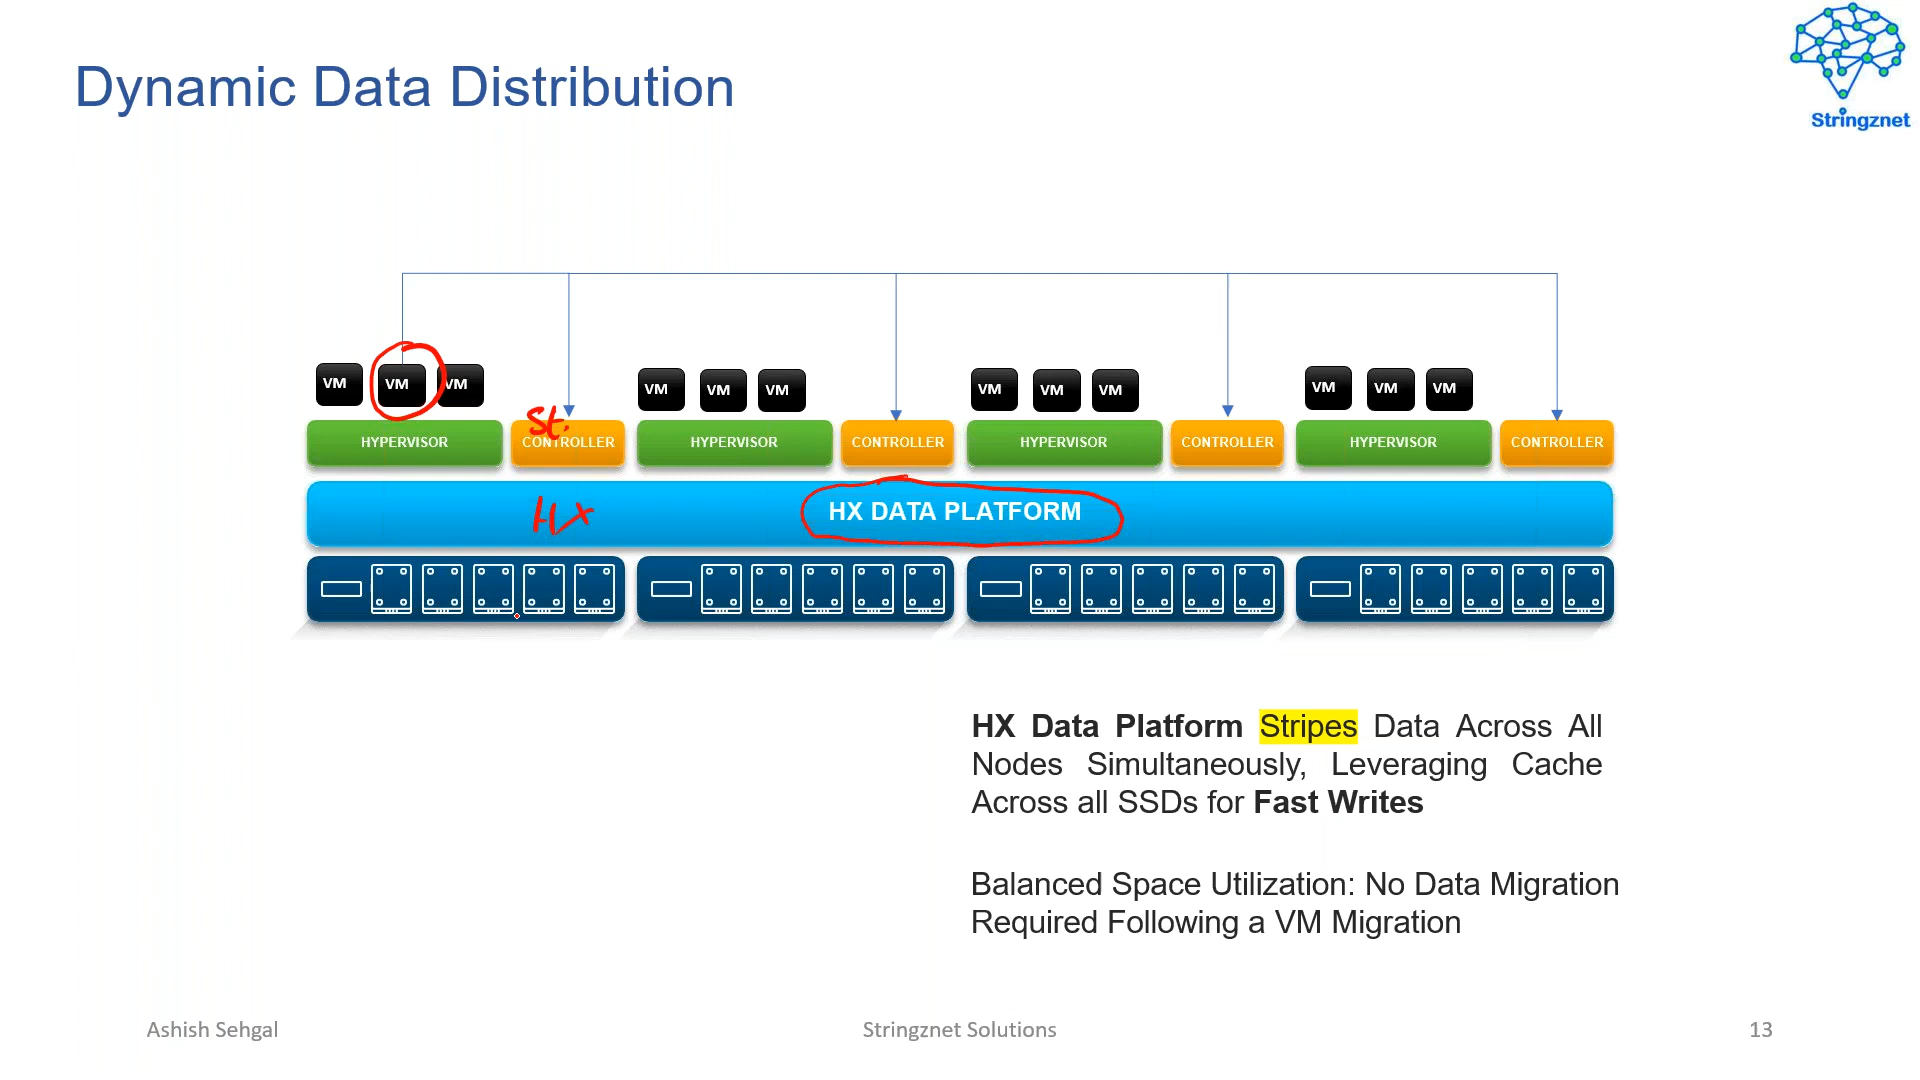 Dynamic Data Distribution
Stringznet
VM VM VM VM VM VM VM VM VM VM VM VM
St.
HYPERVISOR CONTROLLER HYPERVISOR CONTROLLER HYPERVISOR CONTROLLER HYPERVISOR CONTROLLER
HX HX DATA PLATFORM
HX Data Platform Stripes Data Across All
Nodes Simultaneously, Leveraging Cache
Across all SSDs for Fast Writes
Balanced Space Utilization: No Data Migration
Required Following a VM Migration
Ashish Sehgal Stringznet Solutions 13